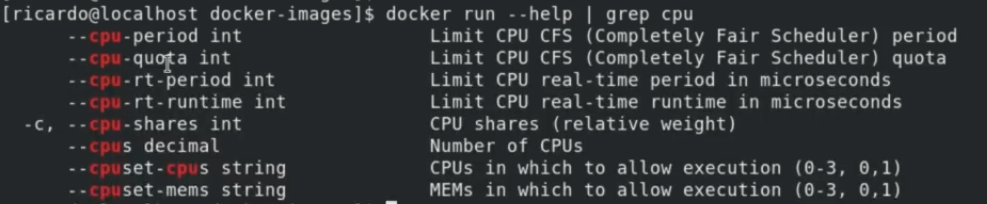 [ricardo@localhost docker-images]$ docker run --help | grep cpu
--cpu-period int Limit CPU CFS (Completely Fair Scheduler) period
--cpu-quota int Limit CPU CFS (Completely Fair Scheduler) quota
--cpu-rt-period int Limit CPU real-time period in microseconds
--cpu-rt-runtime int Limit CPU real-time runtime in microseconds
-c, --cpu-shares int CPU shares (relative weight)
--cpus decimal Number of CPUs
--cpuset-cpus string CPUs in which to allow execution (0-3, 0,1)
--cpuset-mems string MEMs in which to allow execution (0-3, 0,1)